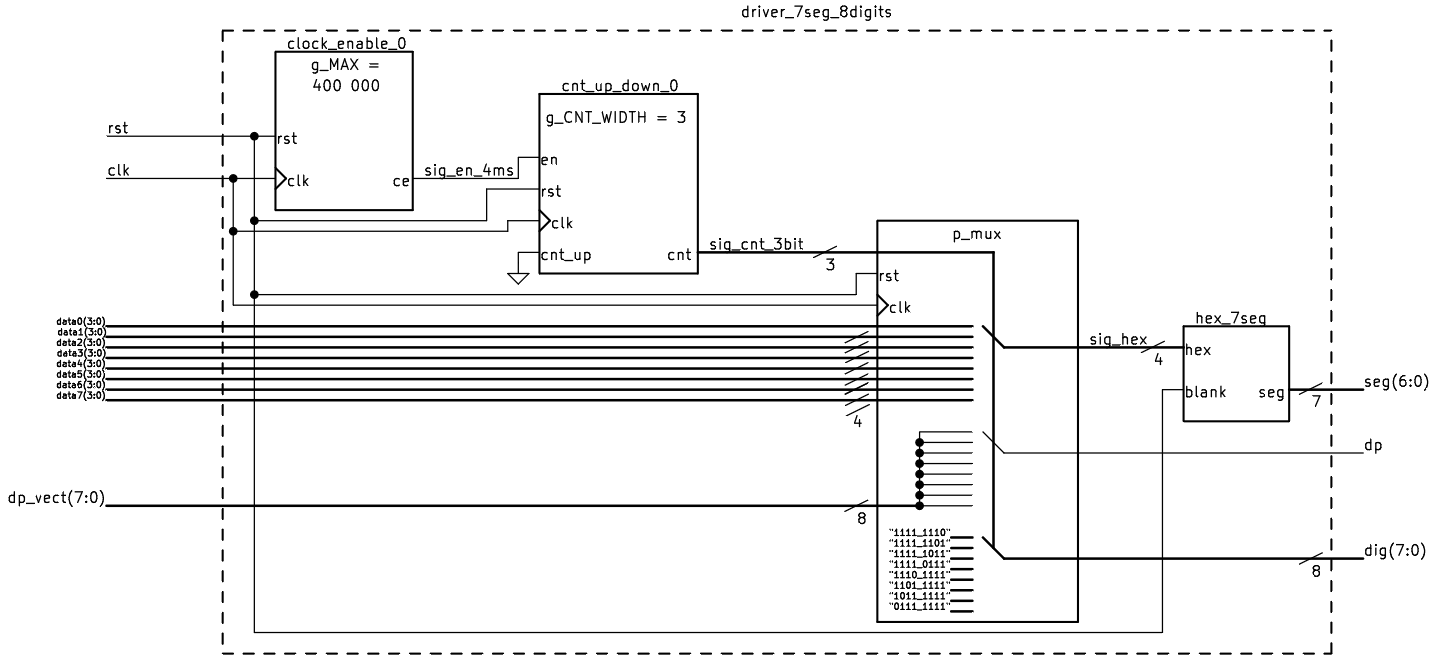 driver_7seg_8digits
clock_enable_0
g_MAX =
400 000
rst
clk
ce
rst
clk
sig_en_4ms
cnt_up_down_0
g_CNT_WIDTH = 3
en
rst
clk
cnt_up
cnt
sig_cnt_3bit
3
p_mux
rst
clk
data0(3:0)
data1(3:0)
data2(3:0)
data3(3:0)
data4(3:0)
data5(3:0)
data6(3:0)
data7(3:0)
4
sig_hex
4
hex_7seg
hex
blank
seg
7
seg(6:0)
dp
dp_vect(7:0)
8
"1111_1110"
"1111_1101"
"1111_1011"
"1111_0111"
"1110_1111"
"1101_1111"
"1011_1111"
"0111_1111"
8
dig(7:0)